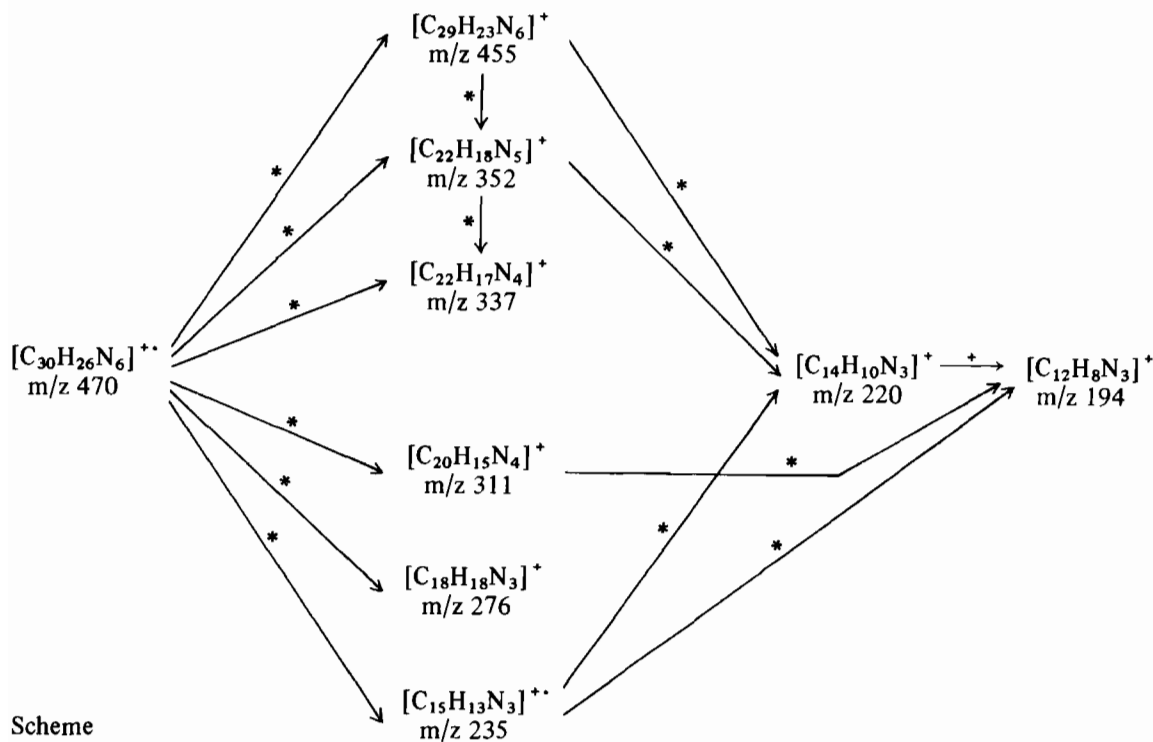 [C₂₉H₂₃N₆]⁺
m/z 455
*
*
[C₂₂H₁₈N₅]⁺
m/z 352
*
*
*
*
*
[C₂₂H₁₇N₄]⁺
m/z 337
*
[C₃₀H₂₆N₆]⁺·
m/z 470
[C₁₄H₁₀N₃]⁺
m/z 220
+
[C₁₂H₈N₃]⁺
m/z 194
*
[C₂₀H₁₅N₄]⁺
m/z 311
*
*
*
*
*
[C₁₈H₁₈N₃]⁺
m/z 276
[C₁₅H₁₃N₃]⁺·
m/z 235
Scheme